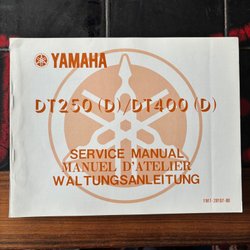 YAMAHA
DT250 (D)/DT400 (D)
SERVICE MANUAL
MANUEL D'ATELIER
WALTUNGSANLEITUNG